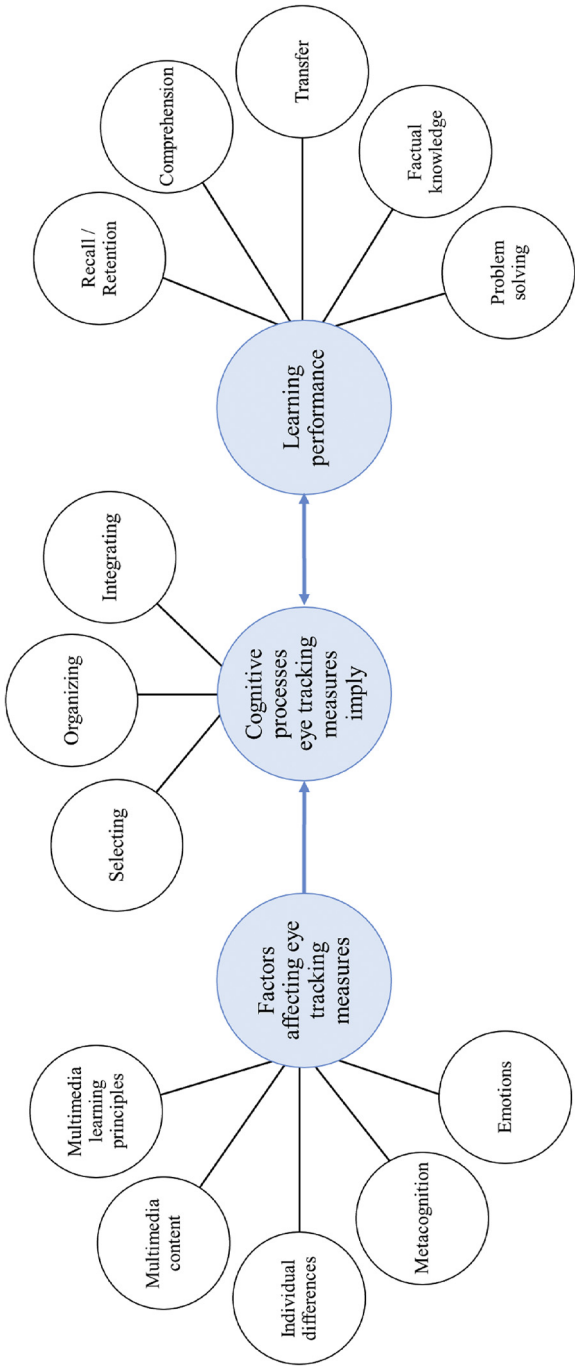 Multimedia
learning
principles
Multimedia
content
Individual
differences
Metacognition
Emotions
Factors
affecting eye
tracking
measures
Selecting
Organizing
Integrating
Cognitive
processes
eye tracking
measures
imply
Learning
performance
Recall /
Retention
Comprehension
Transfer
Factual
knowledge
Problem
solving